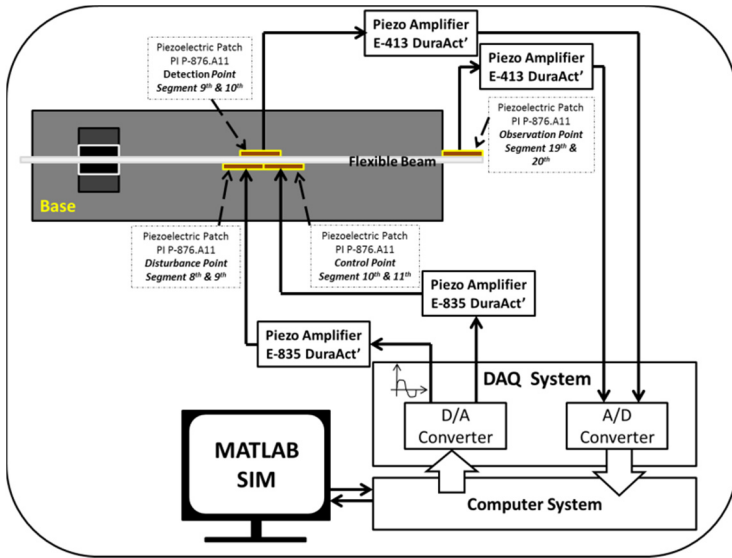 Piezo Amplifier
E-413 DuraAct’
Piezo Amplifier
E-413 DuraAct’
Piezoelectric Patch
PI P-876.A11
Detection Point
Segment 9th & 10th
Piezoelectric Patch
PI P-876.A11
Observation Point
Segment 19th &
20th
Flexible Beam
Base
Piezoelectric Patch
PI P-876.A11
Disturbance Point
Segment 8th & 9th
Piezoelectric Patch
PI P-876.A11
Control Point
Segment 10th & 11th
Piezo Amplifier
E-835 DuraAct’
Piezo Amplifier
E-835 DuraAct’
DAQ System
D/A
Converter
A/D
Converter
MATLAB
SIM
Computer System